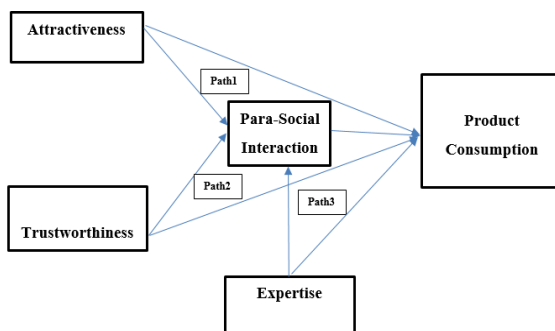 Attractiveness
Path1
Para-Social
Interaction
Product
Consumption
Path2
Path3
Trustworthiness
Expertise